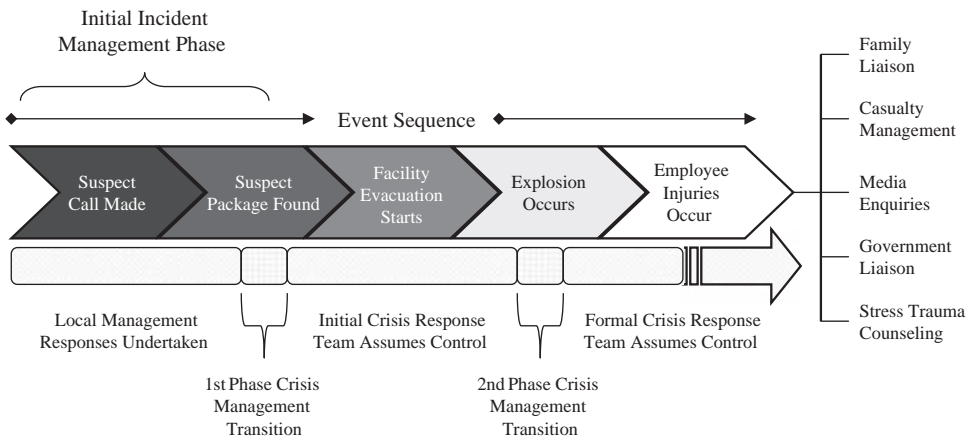 Initial Incident
Management Phase
Event Sequence
Suspect
Call Made
Suspect
Package Found
Facility
Evacuation
Starts
Explosion
Occurs
Employee
Injuries
Occur
Family
Liaison
Casualty
Management
Media
Enquiries
Government
Liaison
Stress Trauma
Counseling
Local Management
Responses Undertaken
Initial Crisis Response
Team Assumes Control
Formal Crisis Response
Team Assumes Control
1st Phase Crisis
Management
Transition
2nd Phase Crisis
Management
Transition